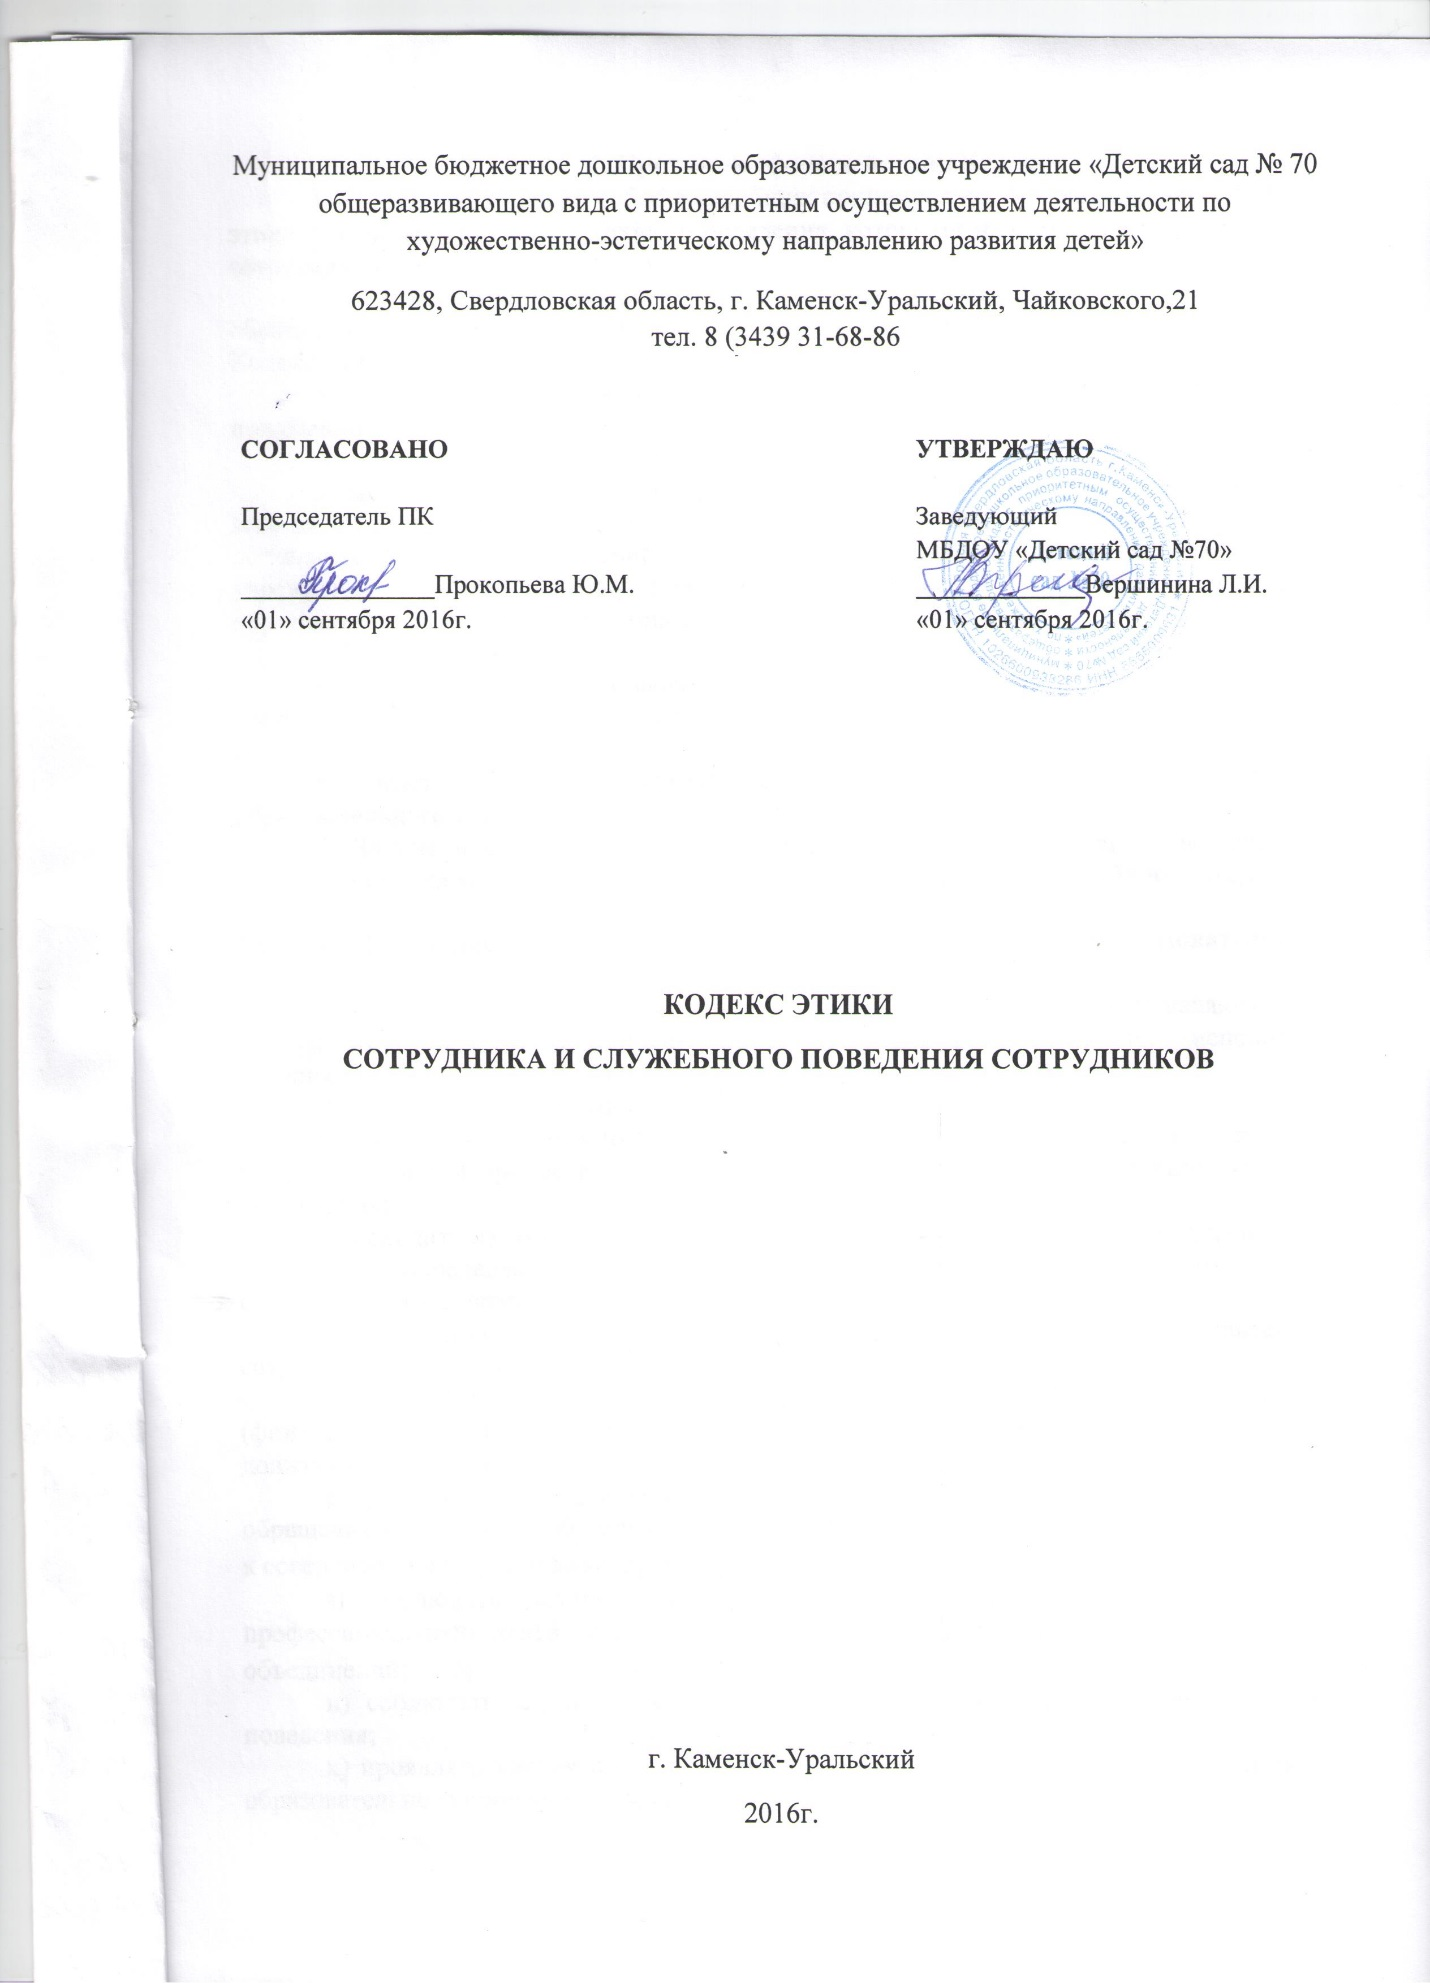 Муниципальное бюджетное дошкольное образовательное учреждение «Детский сад № 70
общеразвивающего вида с приоритетным осуществлением деятельности по
художественно-эстетическому направлению развития детей»
623428, Свердловская область, г. Каменск-Уральский, Чайковского,21
тел. 8 (3439 31-68-86
СОГЛАСОВАНО
Председатель ПК
Прокопьева Ю.М.
«01» сентября 2016г.
УТВЕРЖДАЮ
Заведующий
МБДОУ «Детский сад №70»
Вершинина Л.И.
«01» сентября 2016г.
КОДЕКС ЭТИКИ
СОТРУДНИКА И СЛУЖЕБНОГО ПОВЕДЕНИЯ СОТРУДНИКОВ
г. Каменск-Уральский
2016г.